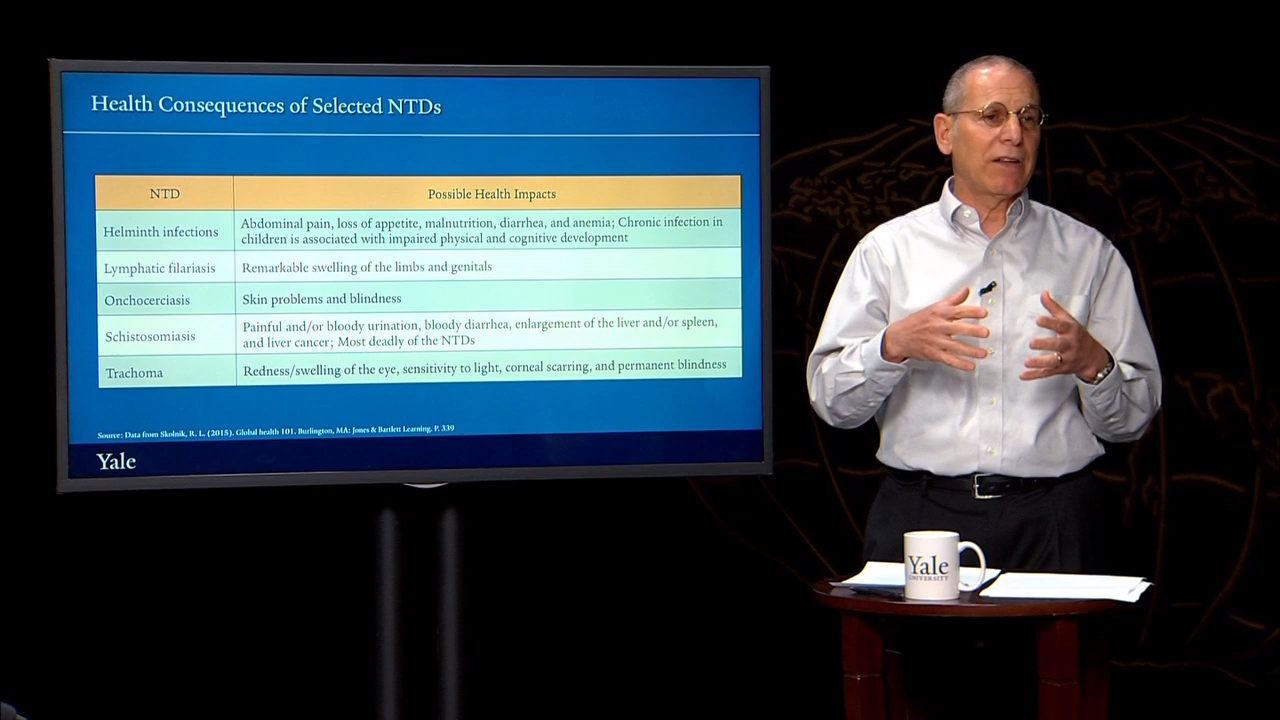 Health Consequences of Selected NTDs
NTD
Possible Health Impacts
Helminth infections
Abdominal pain, loss of appetite, malnutrition, diarrhea, and anemia; Chronic infection in
children is associated with impaired physical and cognitive development
Lymphatic filariasis
Remarkable swelling of the limbs and genitals
Onchocerciasis
Skin problems and blindness
Schistosomiasis
Painful and/or bloody urination, bloody diarrhea, enlargement of the liver and/or spleen,
and liver cancer; Most deadly of the NTDs
Trachoma
Redness/swelling of the eye, sensitivity to light, corneal scarring, and permanent blindness
Source: Data from Skolnik, R. L. (2015). Global health 101. Burlington, MA: Jones & Bartlett Learning. P. 339
Yale
Yale
UNIVERSITY